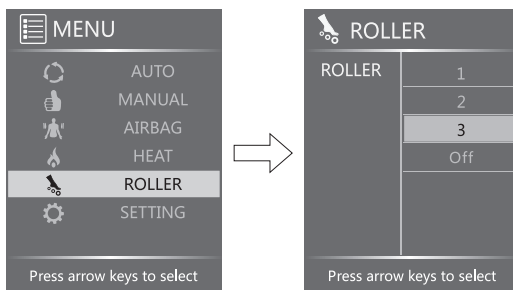 MENU
AUTO
MANUAL
AIRBAG
HEAT
ROLLER
SETTING
Press arrow keys to select
ROLLER
ROLLER
1
2
3
Off
Press arrow keys to select